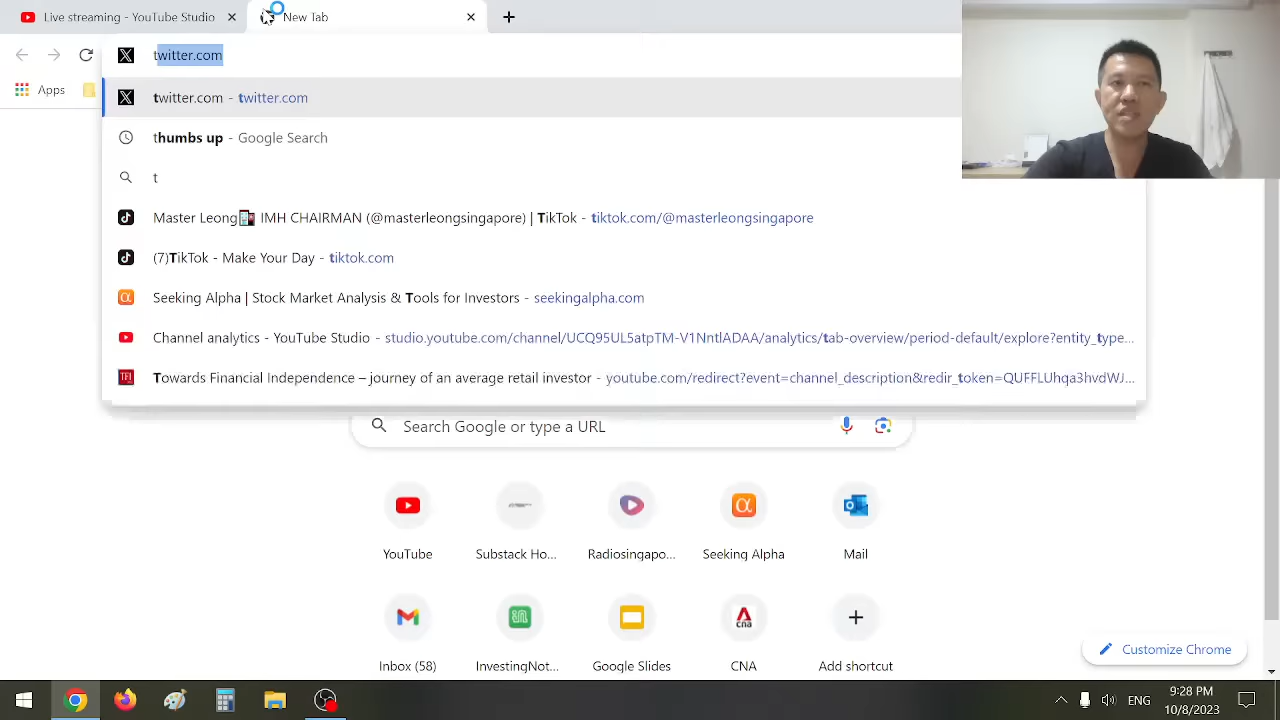 Live streaming - YouTube Studio
New Tab
twitter.com
Apps
twitter.com - twitter.com
thumbs up - Google Search
t
Master Leong IMH CHAIRMAN (@masterleongsingapore) | TikTok - tiktok.com/@masterleongsingapore
(7)TikTok - Make Your Day - tiktok.com
Seeking Alpha | Stock Market Analysis & Tools for Investors - seekingalpha.com
Channel analytics - YouTube Studio - studio.youtube.com/channel/UCQ95UL5atpTM-V1NntlADAA/analytics/tab-overview/period-default/explore?entity_type...
TFI
Towards Financial Independence – journey of an average retail investor - youtube.com/redirect?event=channel_description&redir_token=QUFFLUhqa3hvdWJ...
Search Google or type a URL
YouTube
Substack Ho...
Radiosingapo...
Seeking Alpha
Mail
cna
Inbox (58)
InvestingNot...
Google Slides
CNA
Add shortcut
Customize Chrome
ENG
9:28 PM
10/8/2023